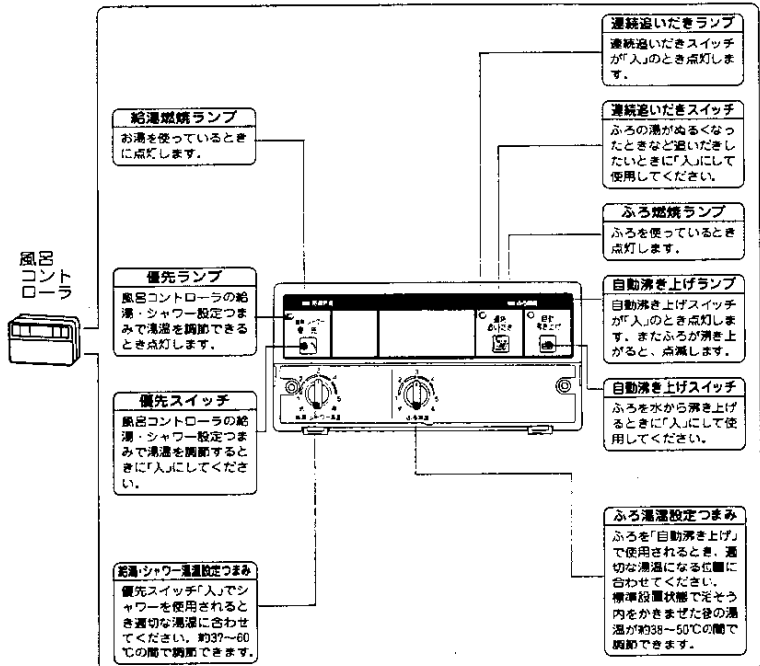 連続追いだきランプ
連続追いだきスイッチ
が「入」のとき点灯しま
す。
連続追いだきスイッチ
ふろの湯がぬるくなっ
たときなど追いだきし
たいときに「入」にして
使用してください。
ふろ燃焼ランプ
ふろを使っているとき
点灯します。
自動沸き上げランプ
自動沸き上げスイッチ
が「入」のとき点灯しま
す。またふろが沸き上
がると、点滅します。
自動沸き上げスイッチ
ふろを水から沸き上げ
るときに「入」にして使
用してください。
ふろ湯温設定つまみ
ふろを「自動沸き上げ」
で使用されるとき、適
切な湯温になる位置に
合わせてください。
標準設置状態で浴そう
内をかきまぜた後の湯
温が約38〜50℃の間で
調節できます。
給湯燃焼ランプ
お湯を使っているとき
に点灯します。
優先ランプ
風呂コントローラの給
湯・シャワー設定つま
みで湯温を調節できる
とき点灯します。
優先スイッチ
風呂コントローラの給
湯・シャワー設定つま
みで湯温を調節すると
きに「入」にしてくださ
い。
給湯・シャワー湯温設定つまみ
優先スイッチ「入」でシ
ャワーを使用されると
き適切な湯温に合わせ
てください。約37〜60
℃の間で調節できます。
風呂
コント
ローラ
優先
連続
追いだき
自動
沸き上げ
ふろ湯温